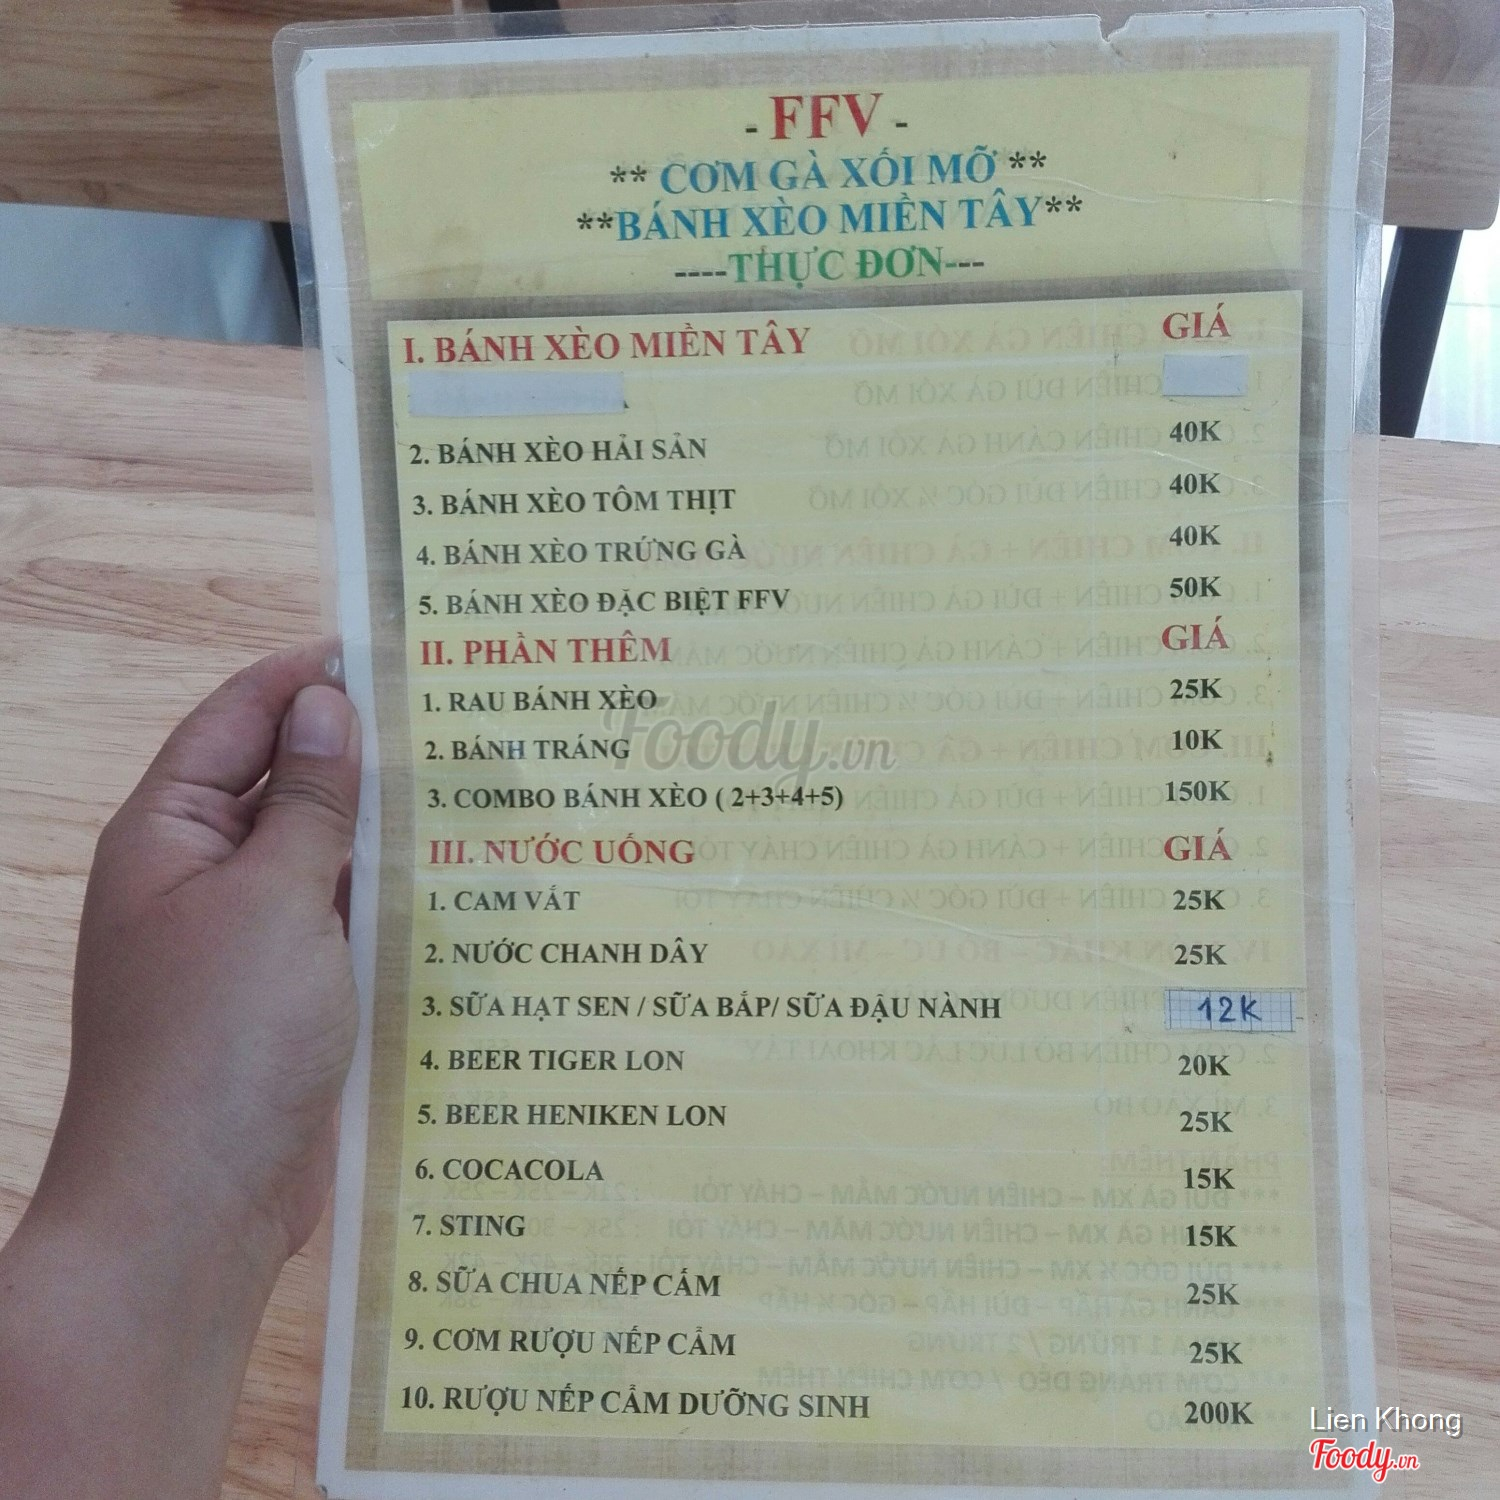 - FFV -
** CƠM GÀ XỐI MỠ **
**BÁNH XÈO MIỀN TÂY**
----THỰC ĐƠN---
I. BÁNH XÈO MIỀN TÂY GIÁ
2. BÁNH XÈO HẢI SẢN 40K
3. BÁNH XÈO TÔM THỊT 40K
4. BÁNH XÈO TRỨNG GÀ 40K
5. BÁNH XÈO ĐẶC BIỆT FFV 50K
II. PHẦN THÊM GIÁ
1. RAU BÁNH XÈO 25K
2. BÁNH TRÁNG 10K
3. COMBO BÁNH XÈO ( 2+3+4+5) 150K
III. NƯỚC UỐNG GIÁ
1. CAM VẮT 25K
2. NƯỚC CHANH DÂY 25K
3. SỮA HẠT SEN / SỮA BẮP/ SỮA ĐẬU NÀNH 12K
4. BEER TIGER LON 20K
5. BEER HENIKEN LON 25K
6. COCACOLA 15K
7. STING 15K
8. SỮA CHUA NẾP CẨM 25K
9. CƠM RƯỢU NẾP CẨM 25K
10. RƯỢU NẾP CẨM DƯỠNG SINH 200K
Foody.vn
Lien Khong
Foody.vn